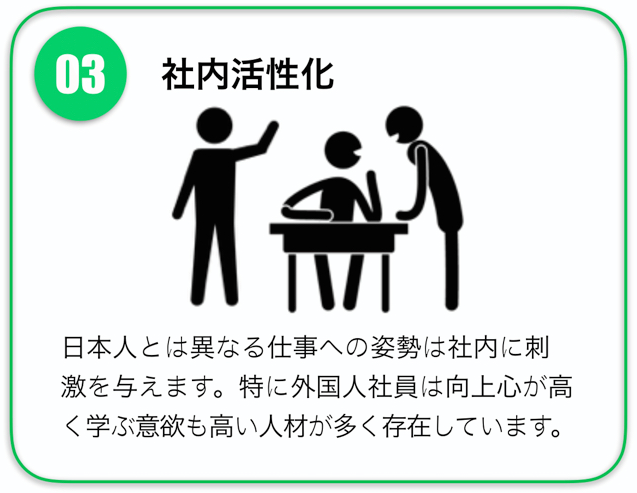 03
社内活性化
日本人とは異なる仕事への姿勢は社内に刺
激を与えます。特に外国人社員は向上心が高
く学ぶ意欲も高い人材が多く存在しています。